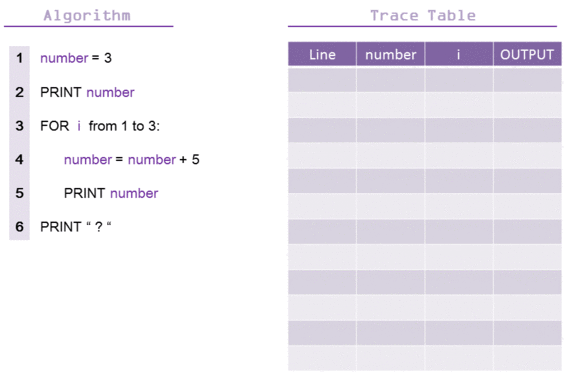 Algorithm
1 number = 3
2 PRINT number
3 FOR i from 1 to 3:
4 number = number + 5
5 PRINT number
6 PRINT “ ? “
Trace Table
Line number i OUTPUT